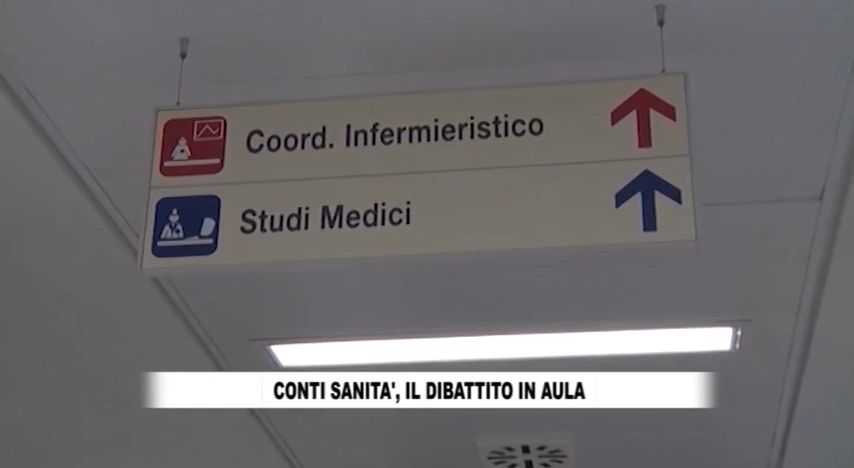 Coord. Infermieristico
Studi Medici
CONTI SANITA', IL DIBATTITO IN AULA